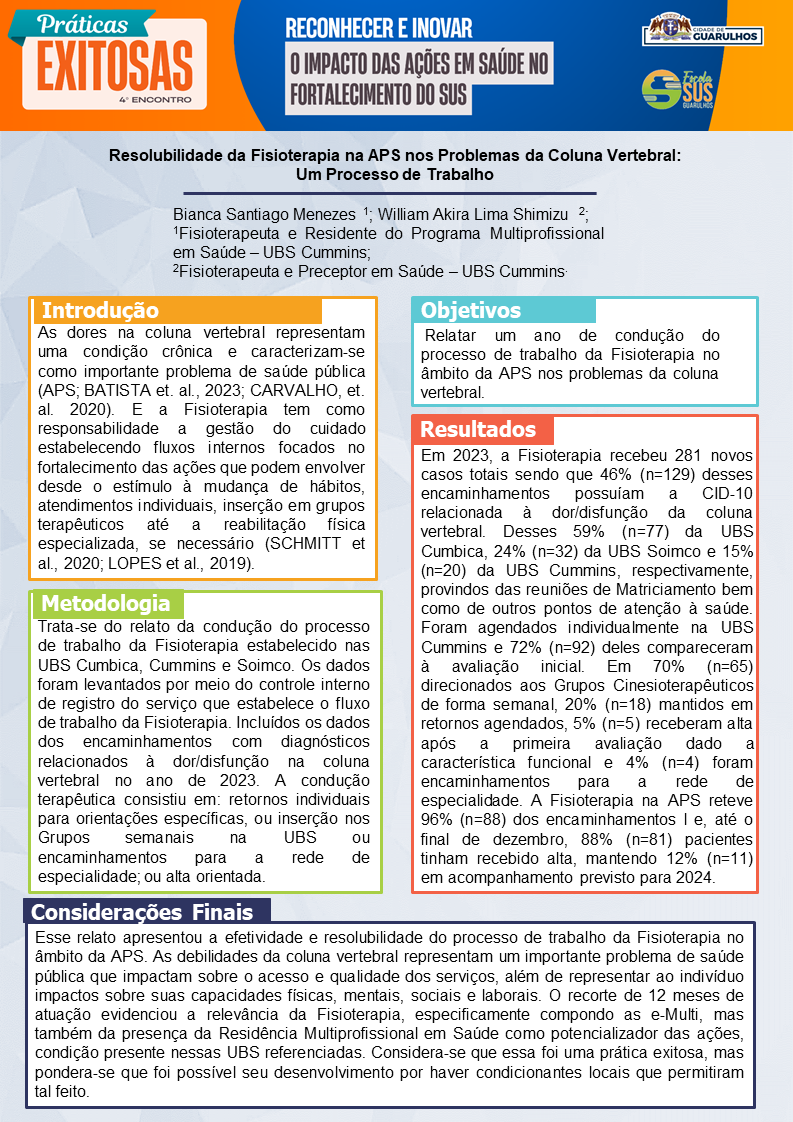 Práticas
EXITOSAS
4º ENCONTRO
RECONHECER E INOVAR
O IMPACTO DAS AÇÕES EM SAÚDE NO
FORTALECIMENTO DO SUS
CIDADE DE
GUARULHOS
Escola
SUS
GUARULHOS
Resolubilidade da Fisioterapia na APS nos Problemas da Coluna Vertebral:
Um Processo de Trabalho
Bianca Santiago Menezes ¹; William Akira Lima Shimizu ²;
¹Fisioterapeuta e Residente do Programa Multiprofissional
em Saúde – UBS Cummins;
²Fisioterapeuta e Preceptor em Saúde – UBS Cummins.
Introdução
As dores na coluna vertebral representam
uma condição crônica e caracterizam-se
como importante problema de saúde pública
(APS; BATISTA et. al., 2023; CARVALHO, et.
al. 2020). E a Fisioterapia tem como
responsabilidade a gestão do cuidado
estabelecendo fluxos internos focados no
fortalecimento das ações que podem envolver
desde o estímulo à mudança de hábitos,
atendimentos individuais, inserção em grupos
terapêuticos até a reabilitação física
especializada, se necessário (SCHMITT et
al., 2020; LOPES et al., 2019).
Metodologia
Trata-se do relato da condução do processo
de trabalho da Fisioterapia estabelecido nas
UBS Cumbica, Cummins e Soimco. Os dados
foram levantados por meio do controle interno
de registro do serviço que estabelece o fluxo
de trabalho da Fisioterapia. Incluídos os dados
dos encaminhamentos com diagnósticos
relacionados à dor/disfunção na coluna
vertebral no ano de 2023. A condução
terapêutica consistiu em: retornos individuais
para orientações específicas, ou inserção nos
Grupos semanais na UBS ou
encaminhamentos para a rede de
especialidade; ou alta orientada.
Objetivos
Relatar um ano de condução do
processo de trabalho da Fisioterapia no
âmbito da APS nos problemas da coluna
vertebral.
Resultados
Em 2023, a Fisioterapia recebeu 281 novos
casos totais sendo que 46% (n=129) desses
encaminhamentos possuíam a CID-10
relacionada à dor/disfunção da coluna
vertebral. Desses 59% (n=77) da UBS
Cumbica, 24% (n=32) da UBS Soimco e 15%
(n=20) da UBS Cummins, respectivamente,
provindos das reuniões de Matriciamento bem
como de outros pontos de atenção à saúde.
Foram agendados individualmente na UBS
Cummins e 72% (n=92) deles compareceram
à avaliação inicial. Em 70% (n=65)
direcionados aos Grupos Cinesioterapêuticos
de forma semanal, 20% (n=18) mantidos em
retornos agendados, 5% (n=5) receberam alta
após a primeira avaliação dado a
característica funcional e 4% (n=4) foram
encaminhamentos para a rede de
especialidade. A Fisioterapia na APS reteve
96% (n=88) dos encaminhamentos l e, até o
final de dezembro, 88% (n=81) pacientes
tinham recebido alta, mantendo 12% (n=11)
em acompanhamento previsto para 2024.
Considerações Finais
Esse relato apresentou a efetividade e resolubilidade do processo de trabalho da Fisioterapia no
âmbito da APS. As debilidades da coluna vertebral representam um importante problema de saúde
pública que impactam sobre o acesso e qualidade dos serviços, além de representar ao indivíduo
impactos sobre suas capacidades físicas, mentais, sociais e laborais. O recorte de 12 meses de
atuação evidenciou a relevância da Fisioterapia, especificamente compondo as e-Multi, mas
também da presença da Residência Multiprofissional em Saúde como potencializador das ações,
condição presente nessas UBS referenciadas. Considera-se que essa foi uma prática exitosa, mas
pondera-se que foi possível seu desenvolvimento por haver condicionantes locais que permitiram
tal feito.